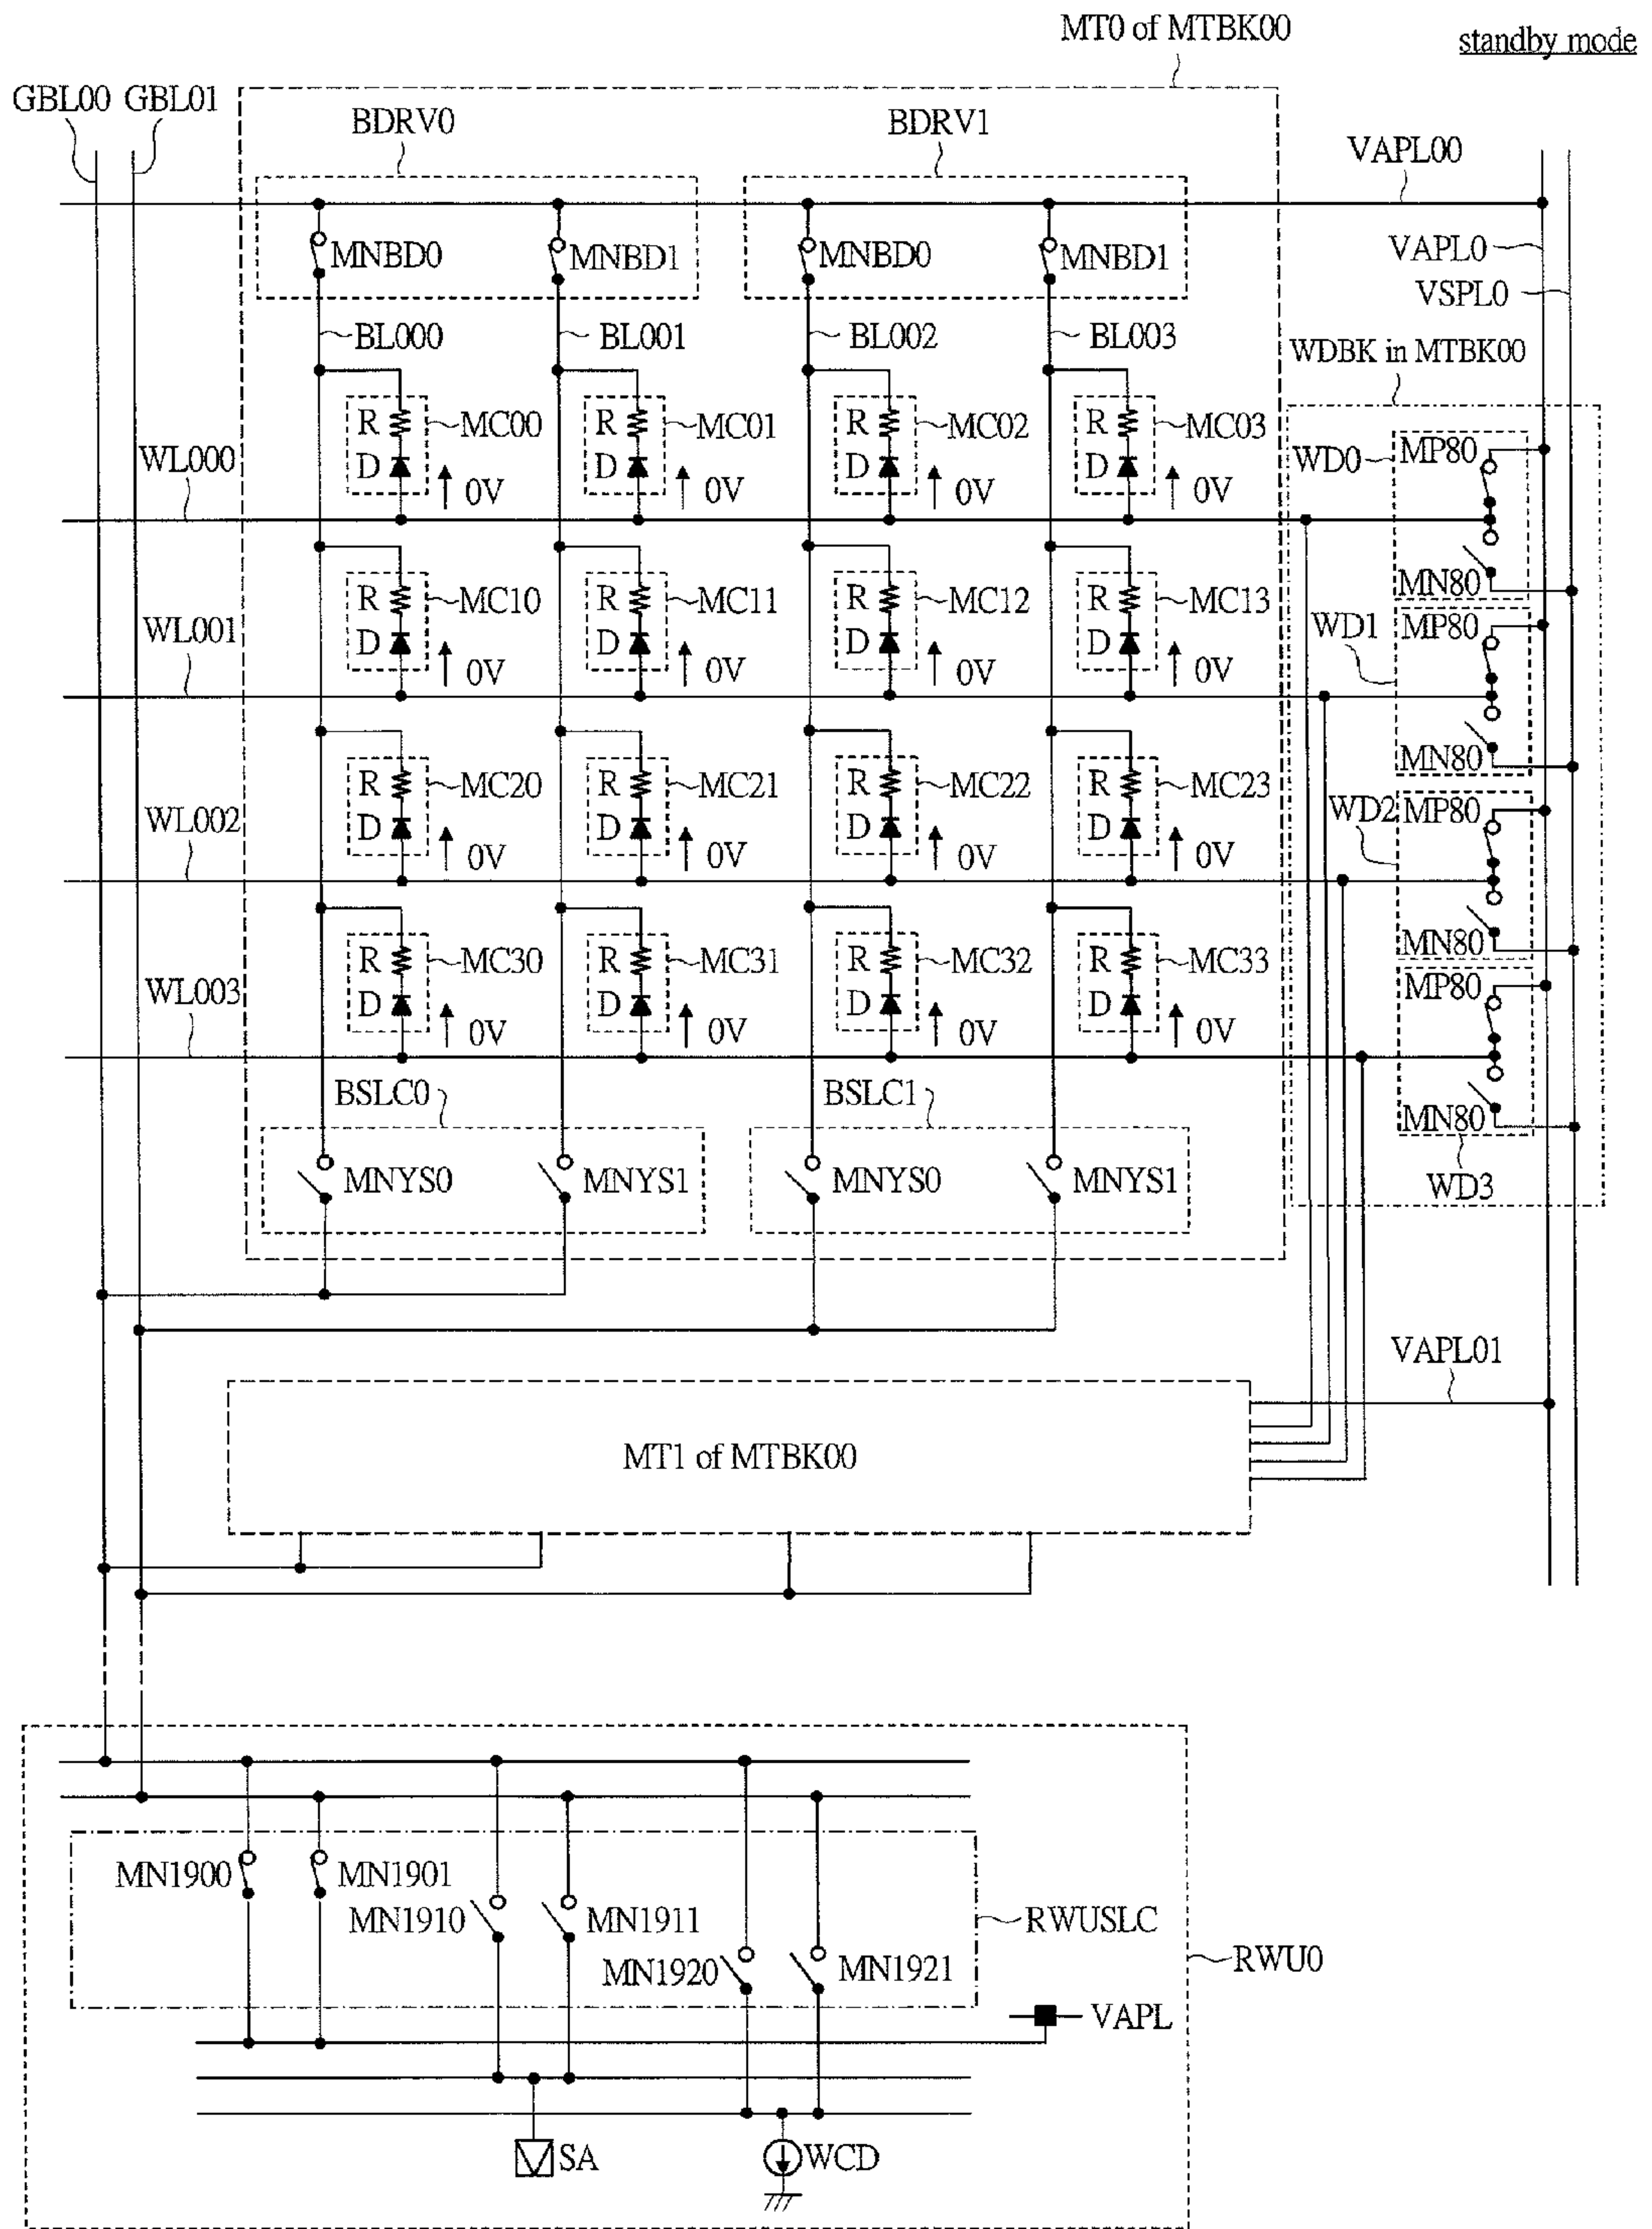 MT0 of MTBK00
standby mode
GBL00 GBL01
BDRV0 BDRV1
VAPL00
MNBD0 MNBD1 MNBD0 MNBD1
VAPL0
VSPL0
BL000 BL001 BL002 BL003
WDBK in MTBK00
R MC00 R MC01 R MC02 R MC03
WL000 WD0 MP80
D 0V D 0V D 0V D 0V
MN80
R MC10 R MC11 R MC12 R MC13
WL001 WD1 MP80
D 0V D 0V D 0V D 0V
MN80
R MC20 R MC21 R MC22 R MC23
WL002 WD2 MP80
D 0V D 0V D 0V D 0V
MN80
R MC30 R MC31 R MC32 R MC33
WL003 MP80
D 0V D 0V D 0V D 0V
BSLC0 BSLC1
MN80
MNYS0 MNYS1 MNYS0 MNYS1
WD3
VAPL01
MT1 of MTBK00
MN1900 MN1901
MN1910 MN1911 RWUSLC
MN1920 MN1921 RWU0
VAPL
SA WCD